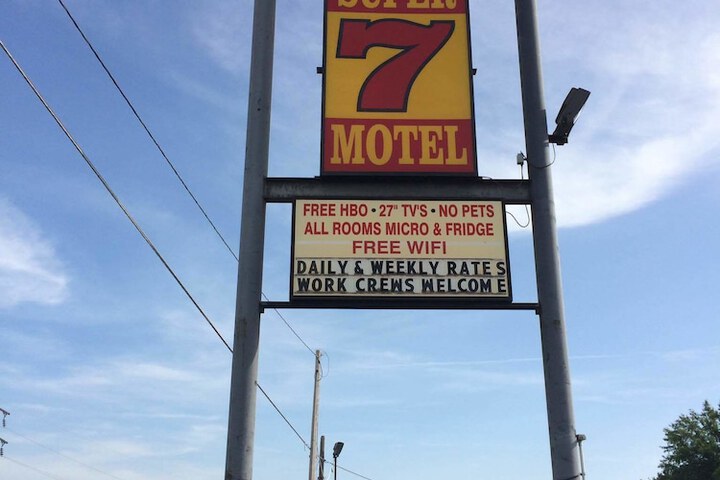 SUPER
7
MOTEL
FREE HBO • 27" TV'S • NO PETS
ALL ROOMS MICRO & FRIDGE
FREE WIFI
DAILY & WEEKLY RATES
WORK CREWS WELCOME